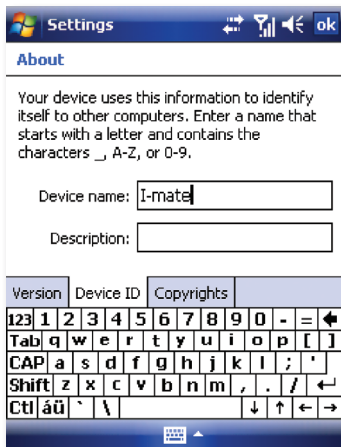 Settings ok
About
Your device uses this information to identify
itself to other computers. Enter a name that
starts with a letter and contains the
characters _, A-Z, or 0-9.
Device name: I-mate
Description:
Version Device ID Copyrights
123 1 2 3 4 5 6 7 8 9 0 - = 
Tab q w e r t y u i o p [ ]
CAP a s d f g h j k l ; '
Shift z x c v b n m , . /
Ctl áü ` \